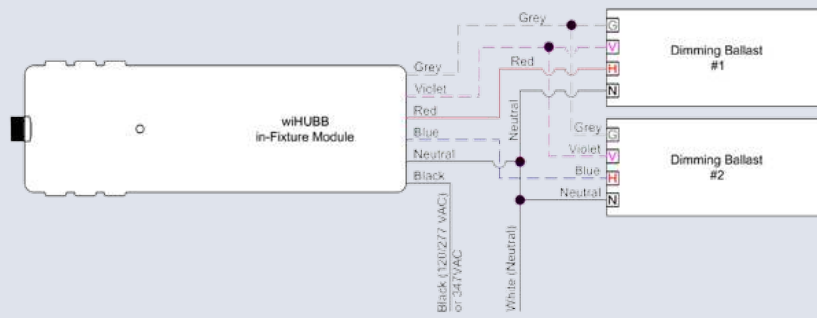 Grey
G
V
Dimming Ballast
#1
Red
H
N
Grey
Violet
Red
Blue
Neutral
Black
wiHUBB
in-Fixture Module
Neutral
Grey
G
Violet
V
Dimming Ballast
#2
Blue
H
Neutral
N
Black (120/277 VAC)
or 347VAC
White (Neutral)